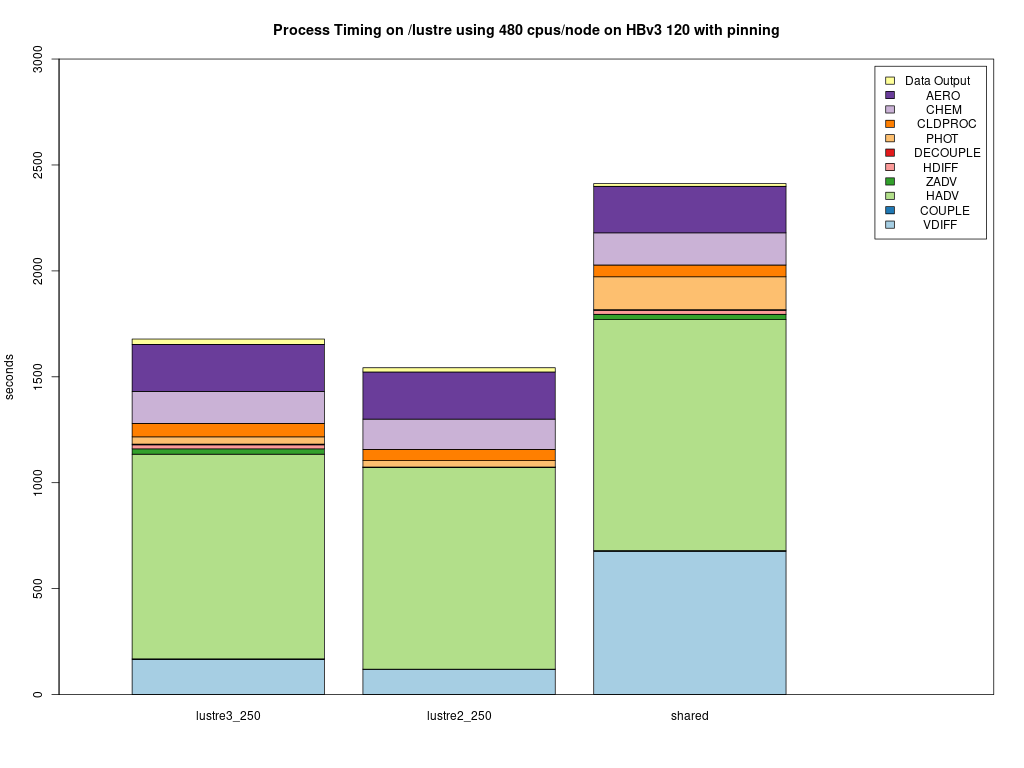 Process Timing on /lustre using 480 cpus/node on HBv3 120 with pinning
3000
2500
2000
1500
1000
500
0
seconds
Data Output
AERO
CHEM
CLDPROC
PHOT
DECOUPLE
HDIFF
ZADV
HADV
COUPLE
VDIFF
lustre3_250
lustre2_250
shared